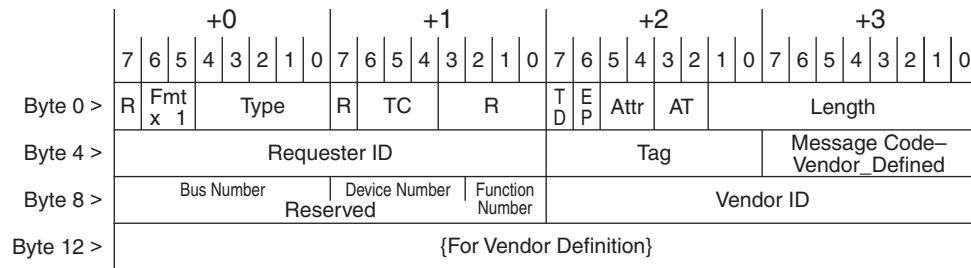 +0 +1 +2 +3
7 6 5 4 3 2 1 0 7 6 5 4 3 2 1 0 7 6 5 4 3 2 1 0 7 6 5 4 3 2 1 0
Byte 0 > R Fmt x 1 Type R TC R T D E P Attr AT Length
Byte 4 > Requester ID Tag Message Code– Vendor_Defined
Byte 8 > Bus Number Device Number Function Number Reserved Vendor ID
Byte 12 > {For Vendor Definition}